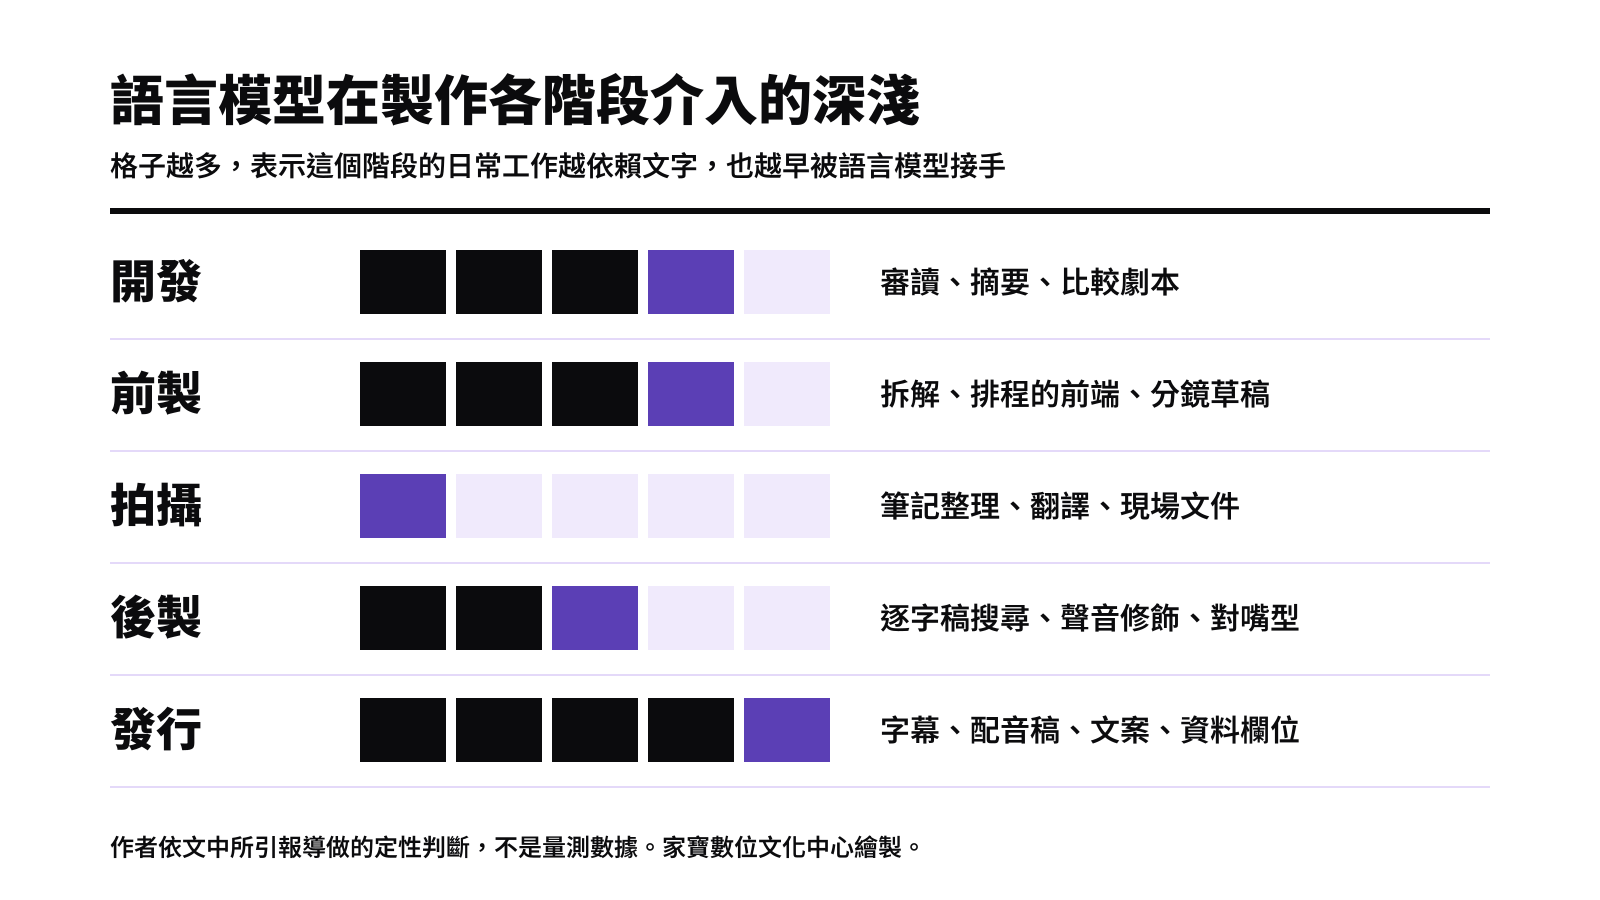 語言模型在製作各階段介入的深淺
格子越多，表示這個階段的日常工作越依賴文字，也越早被語言模型接手
開發
審讀、摘要、比較劇本
前製
拆解、排程的前端、分鏡草稿
拍攝
筆記整理、翻譯、現場文件
後製
逐字稿搜尋、聲音修飾、對嘴型
發行
字幕、配音稿、文案、資料欄位
作者依文中所引報導做的定性判斷，不是量測數據。家寶數位文化中心繪製。